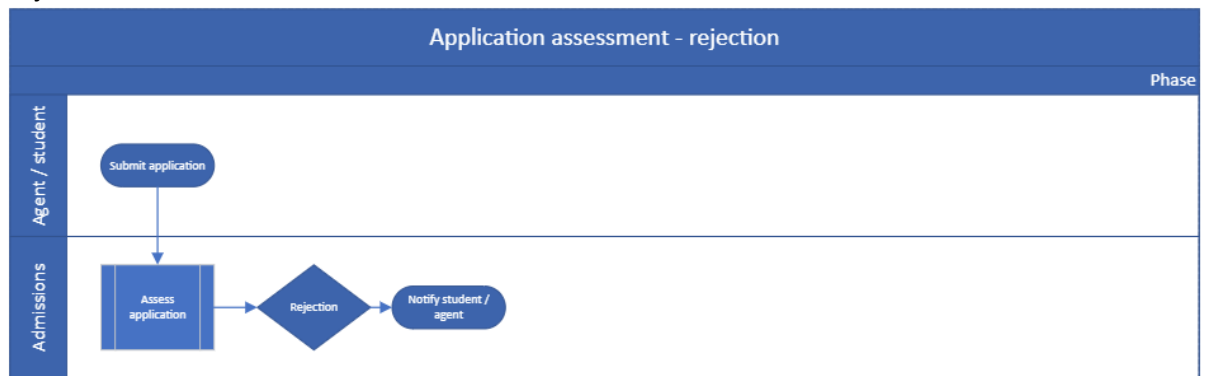 Application assessment - rejection
Phase
Agent / student
Submit application
Admissions
Assess
application
Rejection
Notify student /
agent